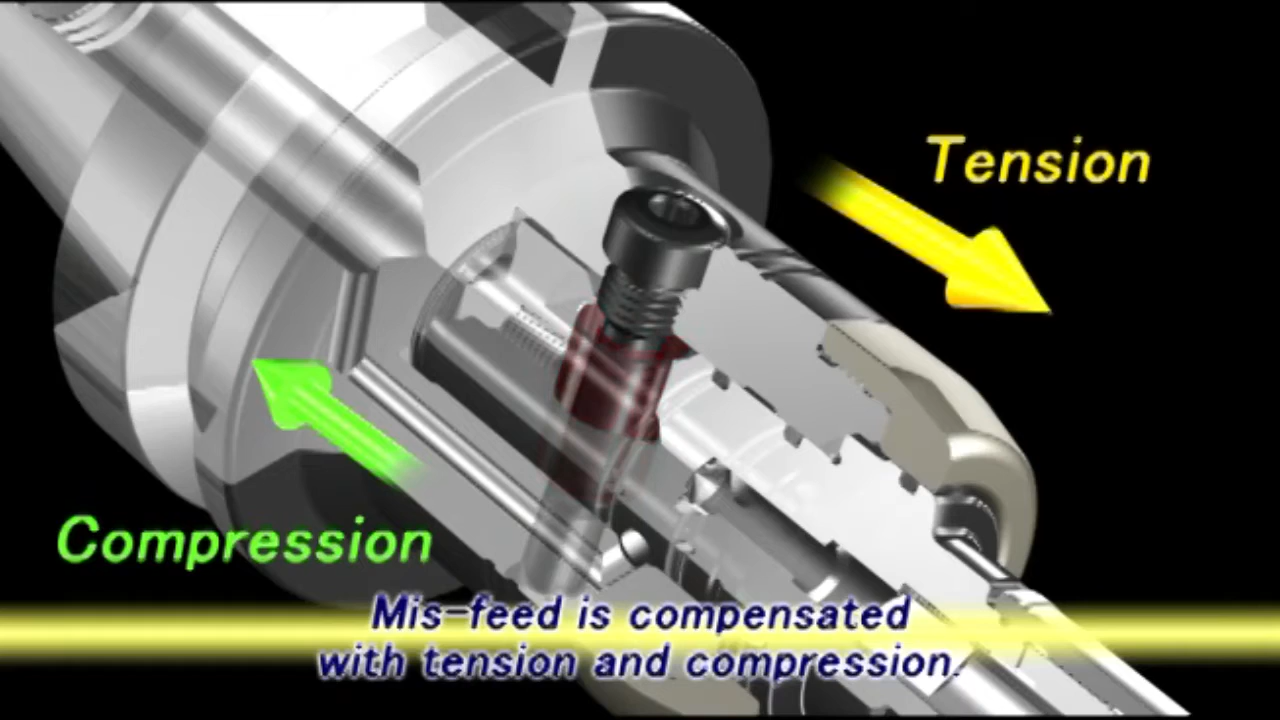 Tension
Compression
Mis-feed is compensated
with tension and compression.